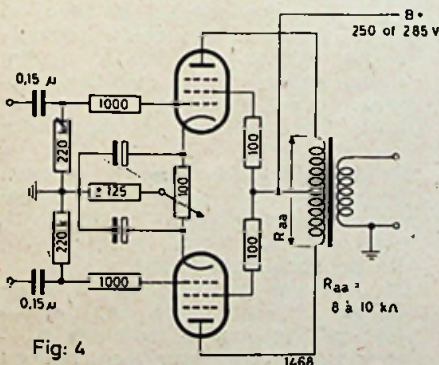 B+
250 of 285 v
0,15 µ
1000
220 k
100
± 125
100
220 k
100
1000
0,15 µ
Raa
Raa =
8 à 10 kΩ
Fig: 4
1468